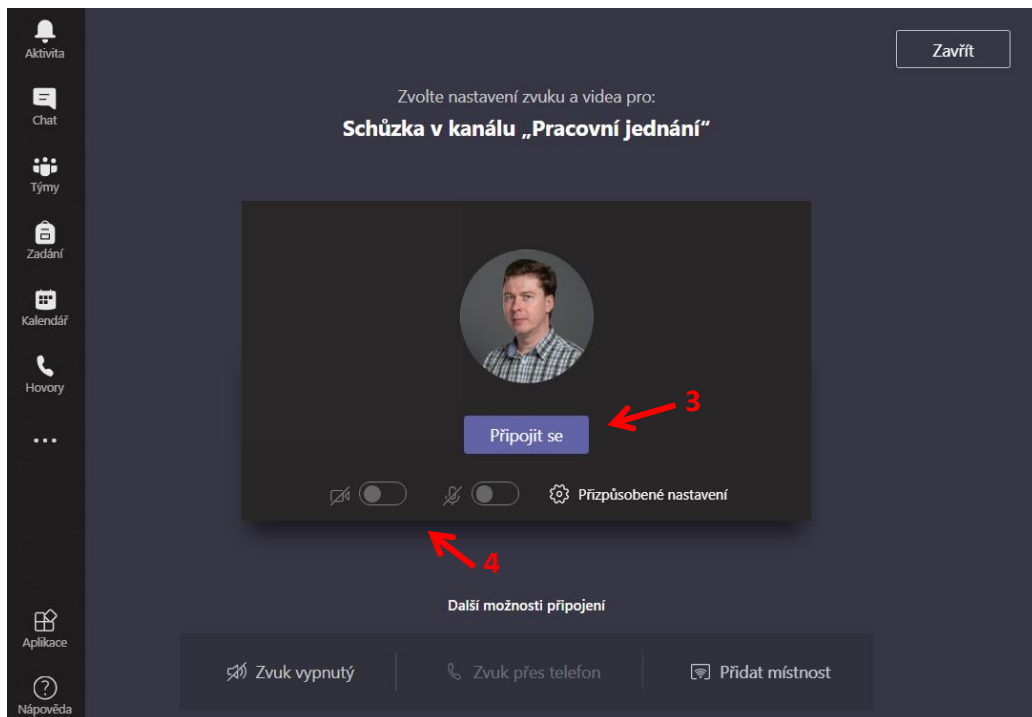 Aktivita
Chat
Týmy
Zadání
Kalendář
Hovory
Aplikace
Nápověda
Zavřít
Zvolte nastavení zvuku a videa pro:
Schůzka v kanálu „Pracovní jednání“
3
Připojit se
Přizpůsobené nastavení
4
Další možnosti připojení
Zvuk vypnutý
Zvuk přes telefon
Přidat místnost